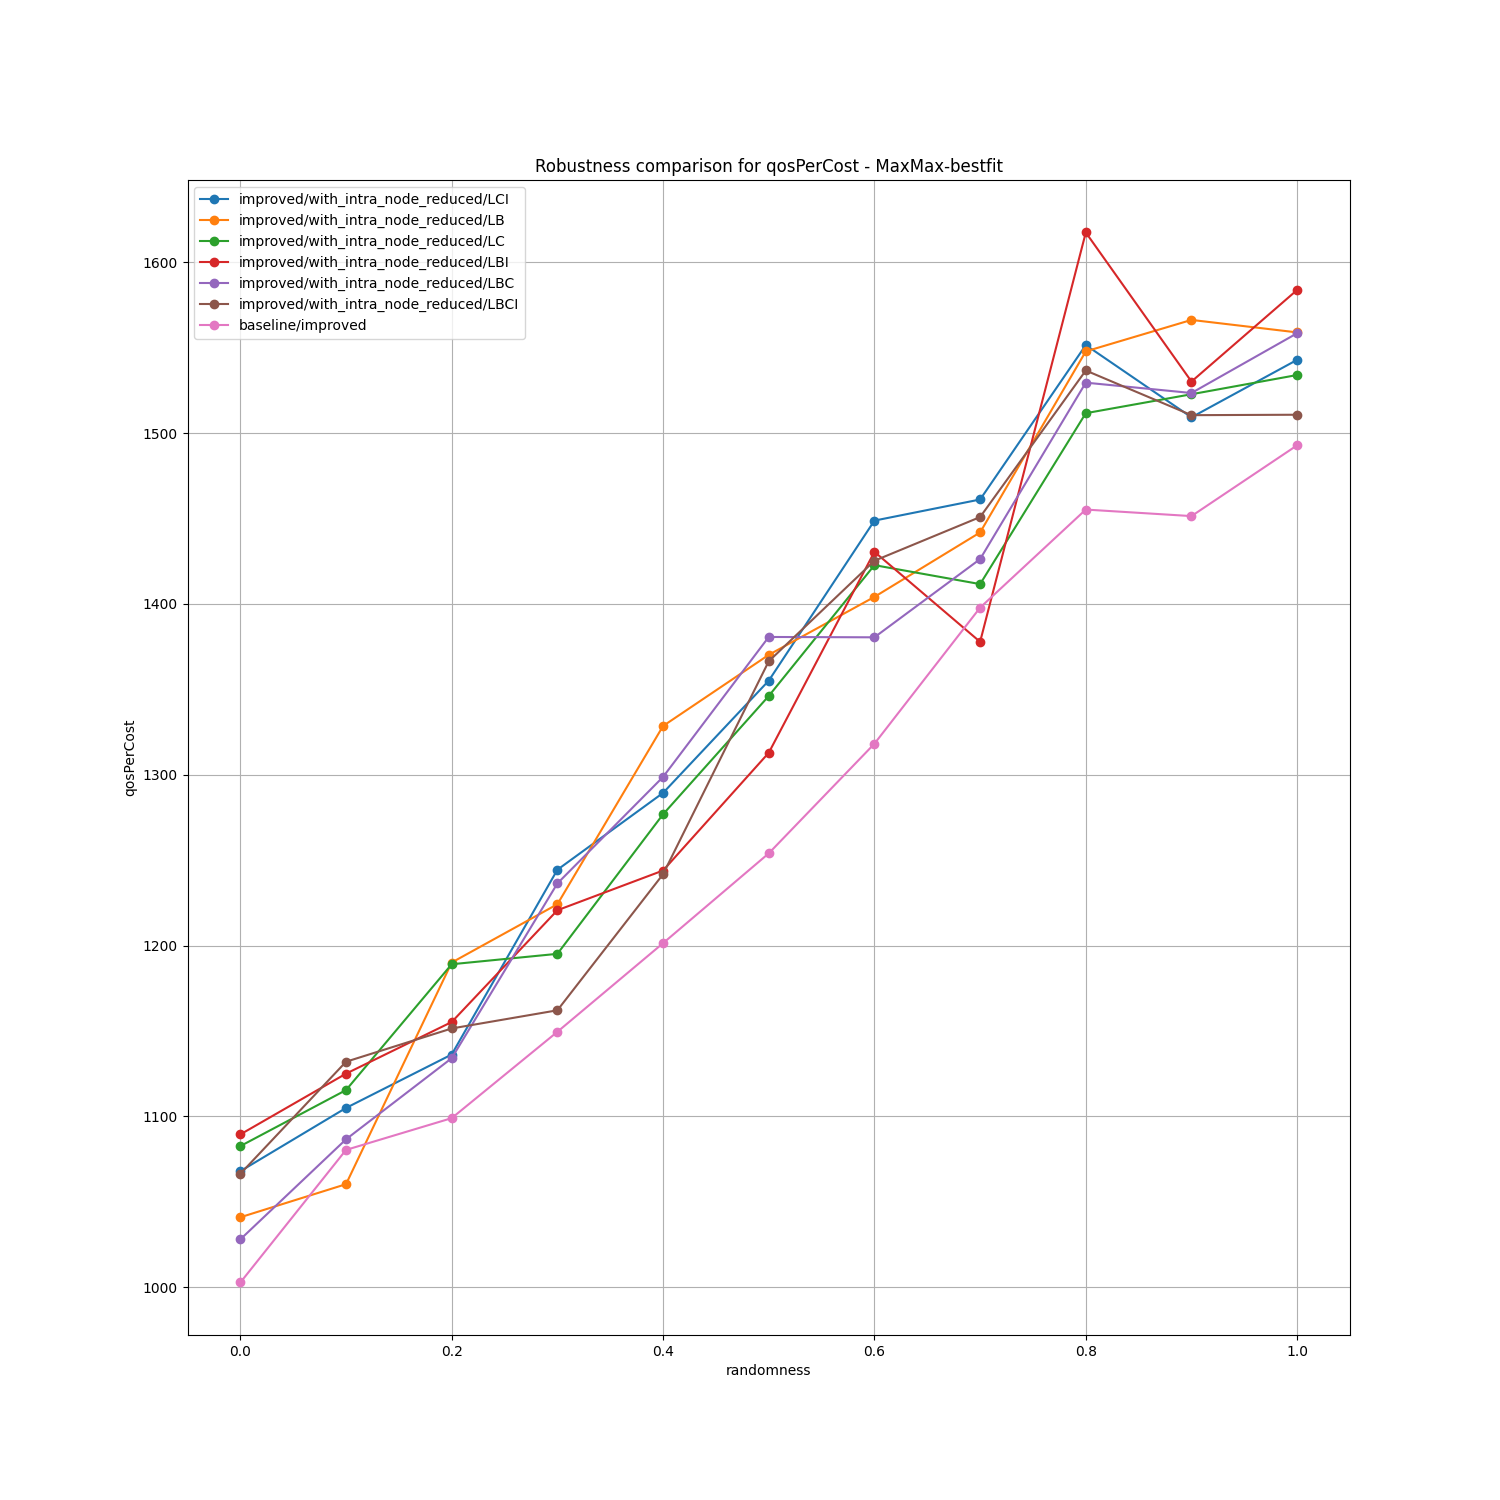 Robustness comparison for qosPerCost - MaxMax-bestfit
improved/with_intra_node_reduced/LCI
improved/with_intra_node_reduced/LB
improved/with_intra_node_reduced/LC
improved/with_intra_node_reduced/LBI
improved/with_intra_node_reduced/LBC
improved/with_intra_node_reduced/LBCI
baseline/improved
1600
1500
1400
1300
1200
1100
1000
qosPerCost
0.0 0.2 0.4 0.6 0.8 1.0
randomness